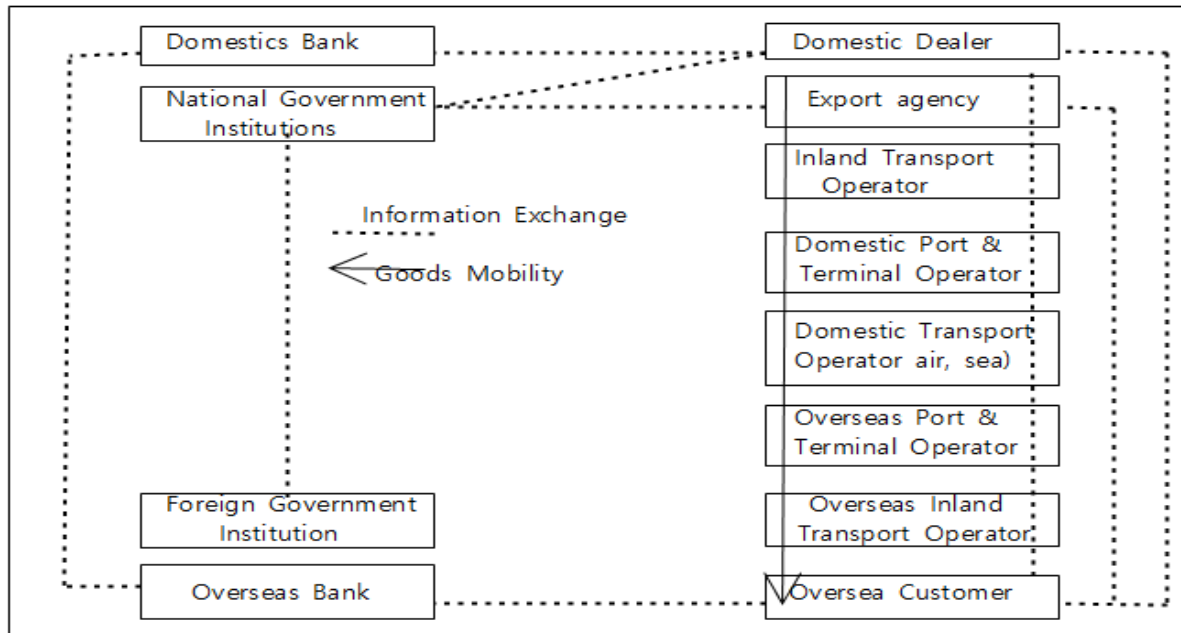 Domestics Bank
National Government
Institutions
Information Exchange
Goods Mobility
Foreign Government
Institution
Overseas Bank
Domestic Dealer
Export agency
Inland Transport
Operator
Domestic Port &
Terminal Operator
Domestic Transport
Operator air, sea)
Overseas Port &
Terminal Operator
Overseas Inland
Transport Operator
Oversea Customer